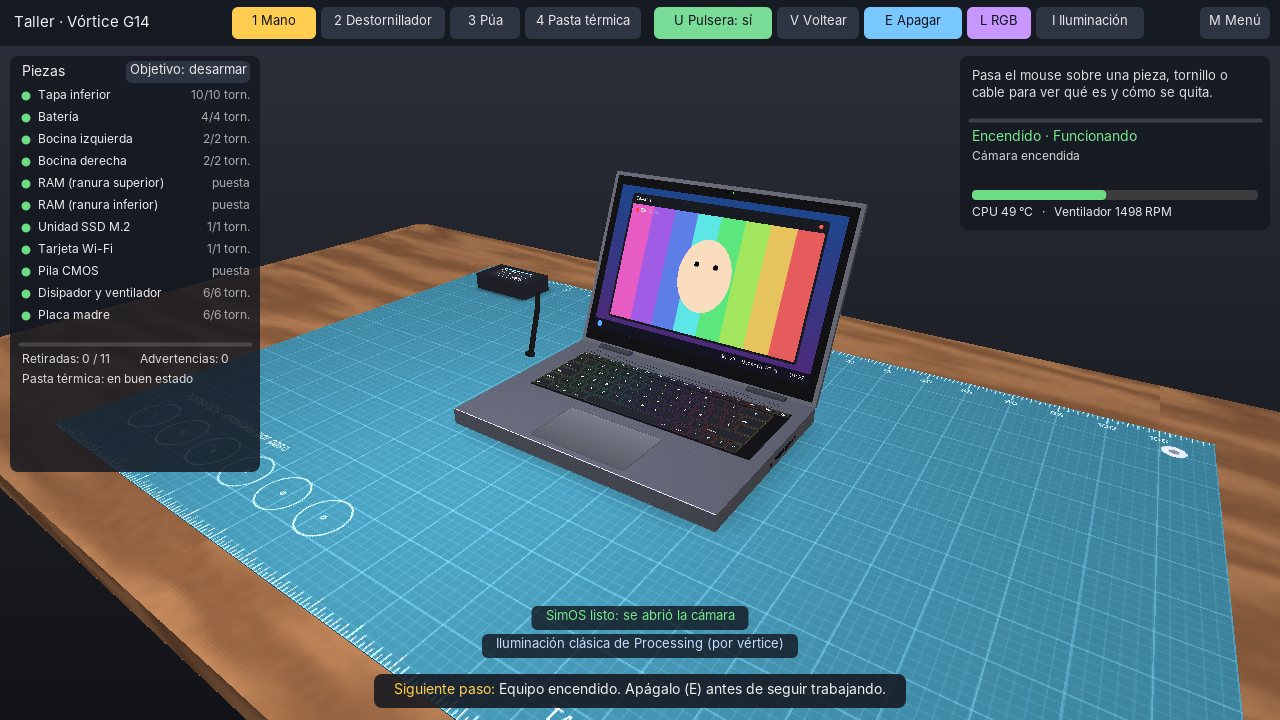 Taller · Vórtice G14
1 Mano
2 Destornillador
3 Púa
4 Pasta térmica
U Pulsera: sí
V Voltear
E Apagar
L RGB
I Iluminación
M Menú
Piezas
Objetivo: desarmar
Tapa inferior 10/10 torn.
Batería 4/4 torn.
Bocina izquierda 2/2 torn.
Bocina derecha 2/2 torn.
RAM (ranura superior) puesta
RAM (ranura inferior) puesta
Unidad SSD M.2 1/1 torn.
Tarjeta Wi-Fi 1/1 torn.
Pila CMOS puesta
Disipador y ventilador 6/6 torn.
Placa madre 6/6 torn.
Retiradas: 0 / 11 Advertencias: 0
Pasta térmica: en buen estado
Pasa el mouse sobre una pieza, tornillo o
cable para ver qué es y cómo se quita.
Encendido · Funcionando
Cámara encendida
CPU 49 °C · Ventilador 1498 RPM
SimOS listo: se abrió la cámara
Iluminación clásica de Processing (por vértice)
Siguiente paso: Equipo encendido. Apágalo (E) antes de seguir trabajando.